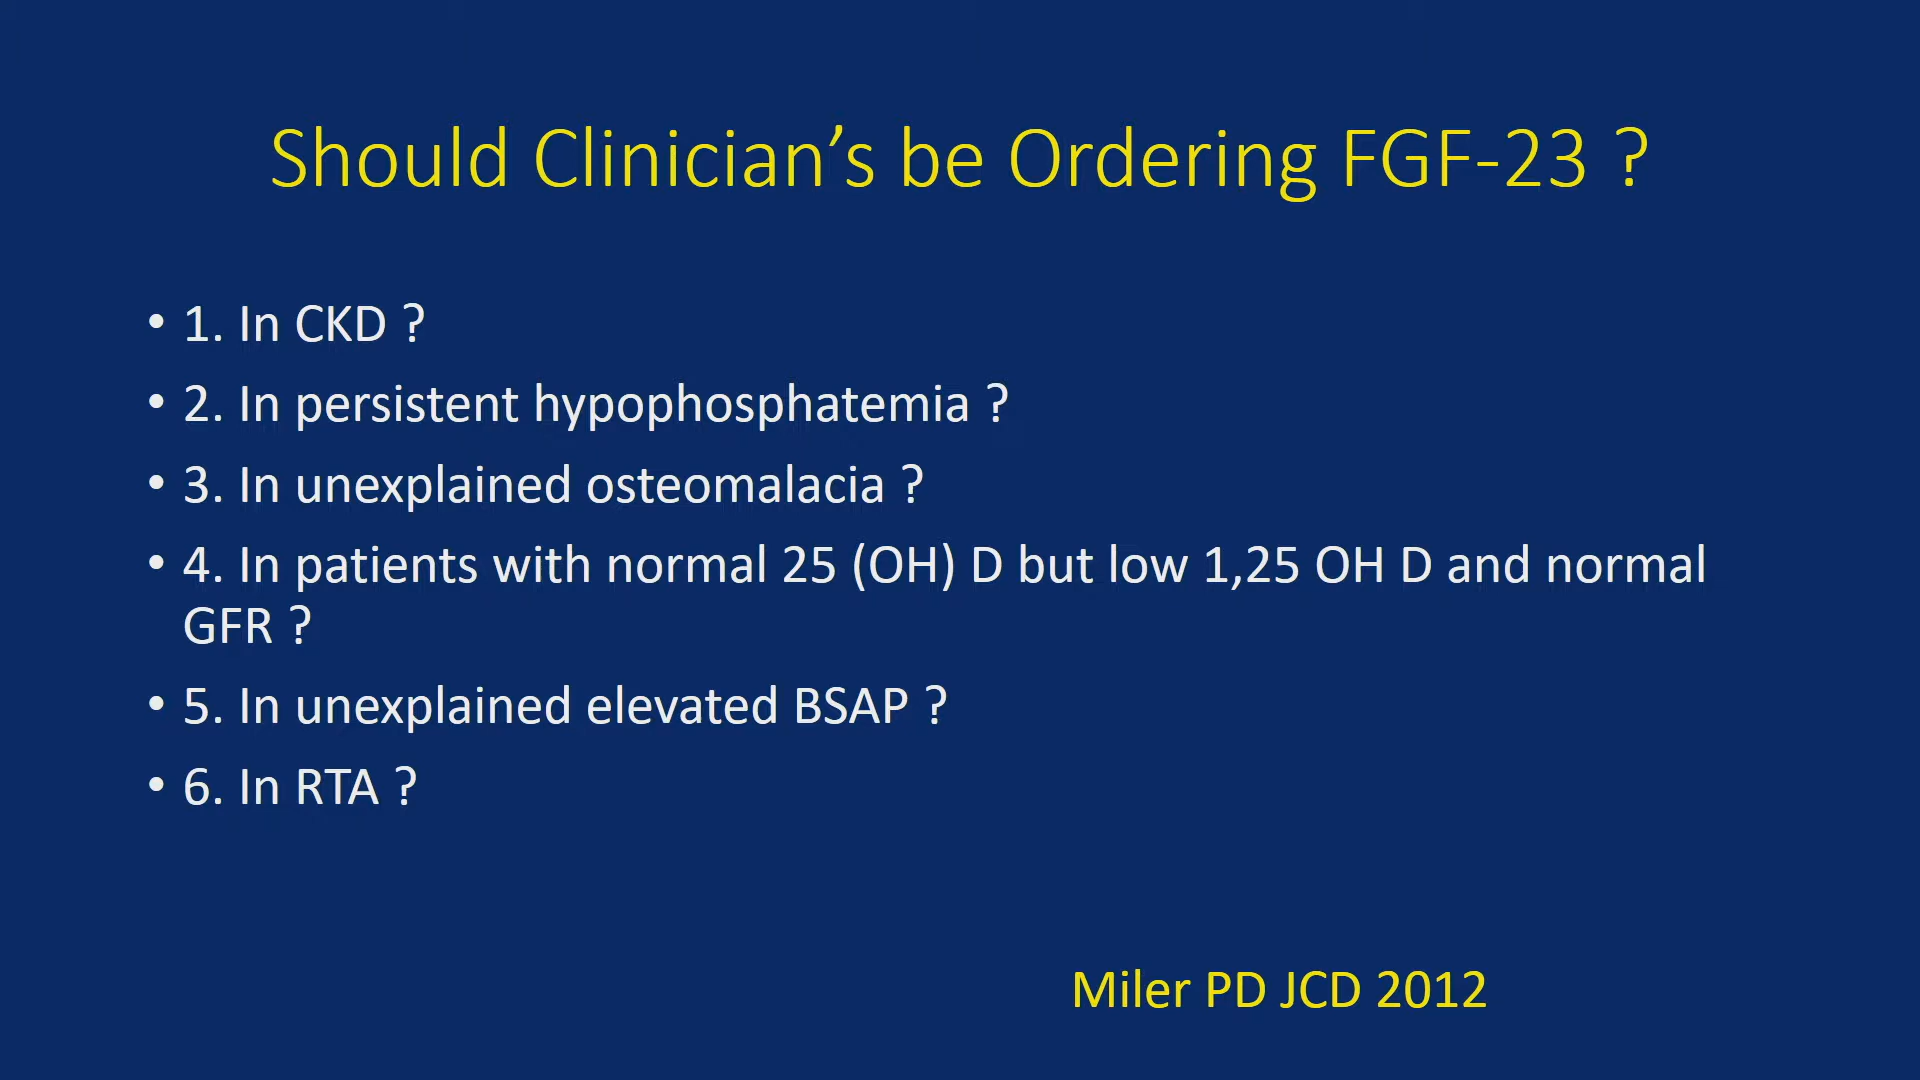 Should Clinician’s be Ordering FGF-23 ?
• 1. In CKD ?
• 2. In persistent hypophosphatemia ?
• 3. In unexplained osteomalacia ?
• 4. In patients with normal 25 (OH) D but low 1,25 OH D and normal
GFR ?
• 5. In unexplained elevated BSAP ?
• 6. In RTA ?
Miler PD JCD 2012